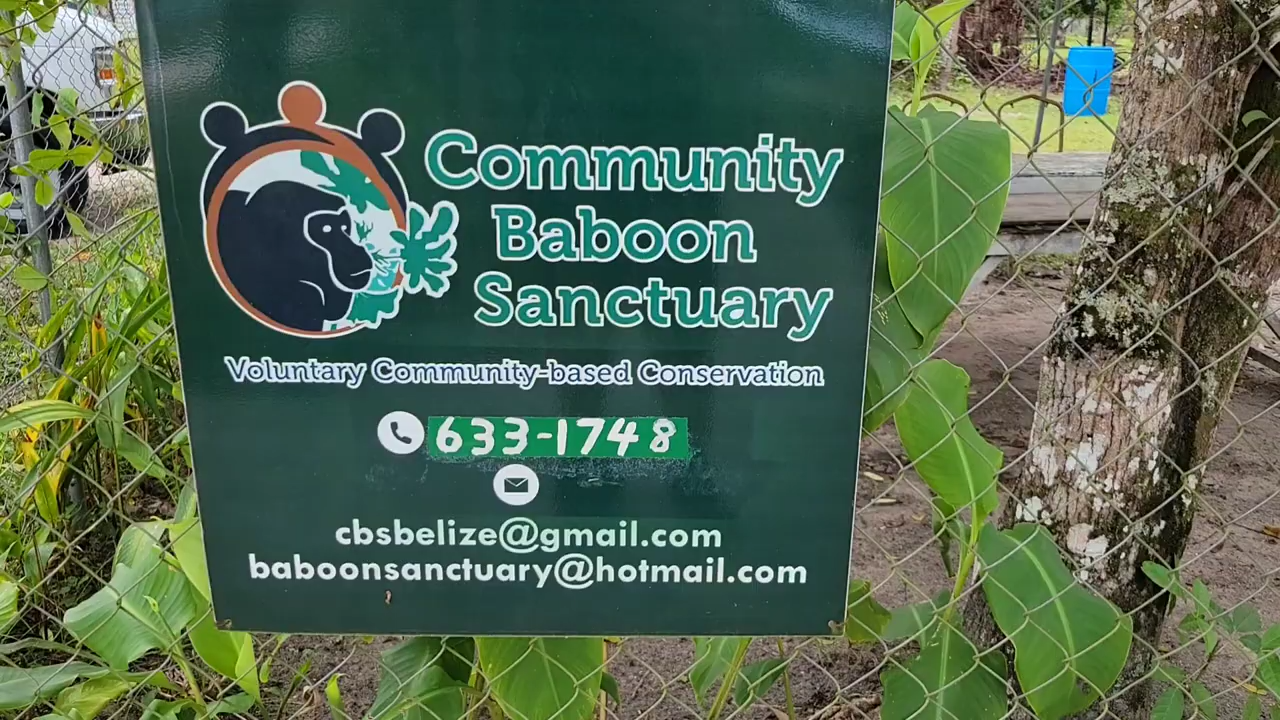 Community
Baboon
Sanctuary
Voluntary Community-based Conservation
633-1748
cbsbelize@gmail.com
baboonsanctuary@hotmail.com